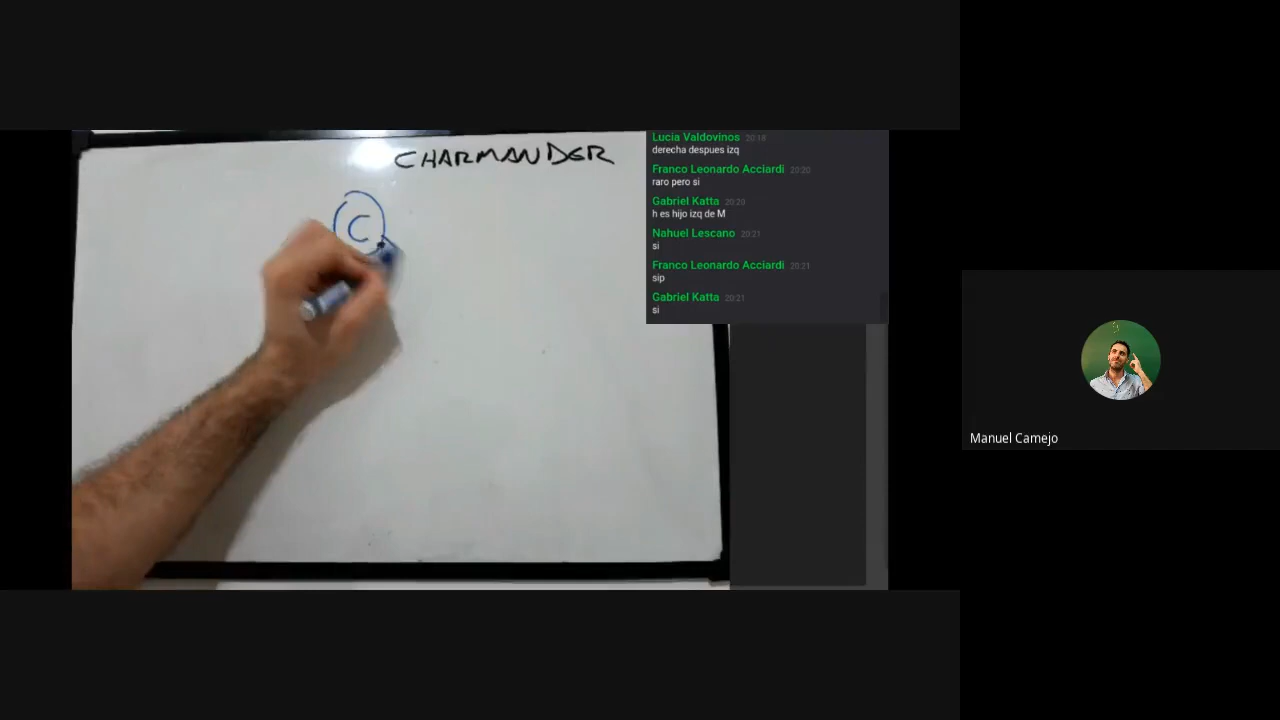 CHARMANDER
C
Lucia Valdovinos 20:18
derecha despues izq
Franco Leonardo Acciardi 20:20
raro pero si
Gabriel Katta 20:20
h es hijo izq de M
Nahuel Lescano 20:21
si
Franco Leonardo Acciardi 20:21
sip
Gabriel Katta 20:21
si
Manuel Camejo